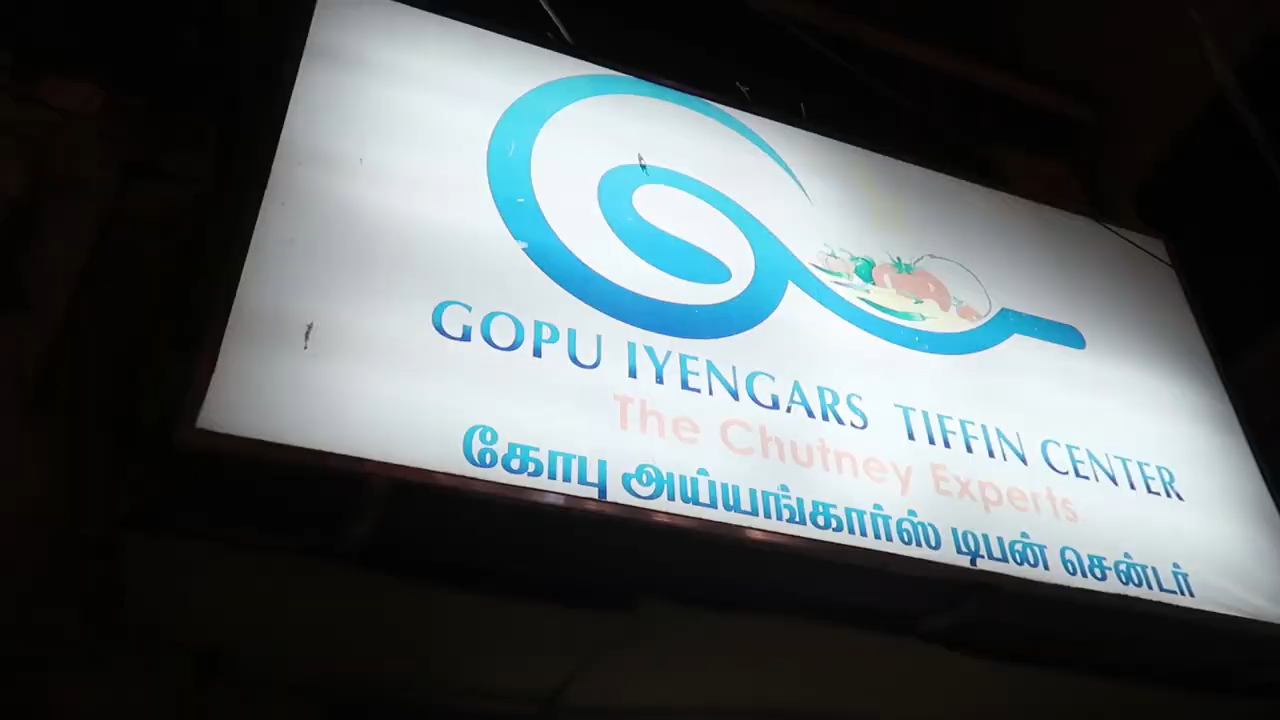 GOPU IYENGARS TIFFIN CENTER
The Chutney Experts
கோபு அய்யங்கார்ஸ் டிபன் சென்டர்